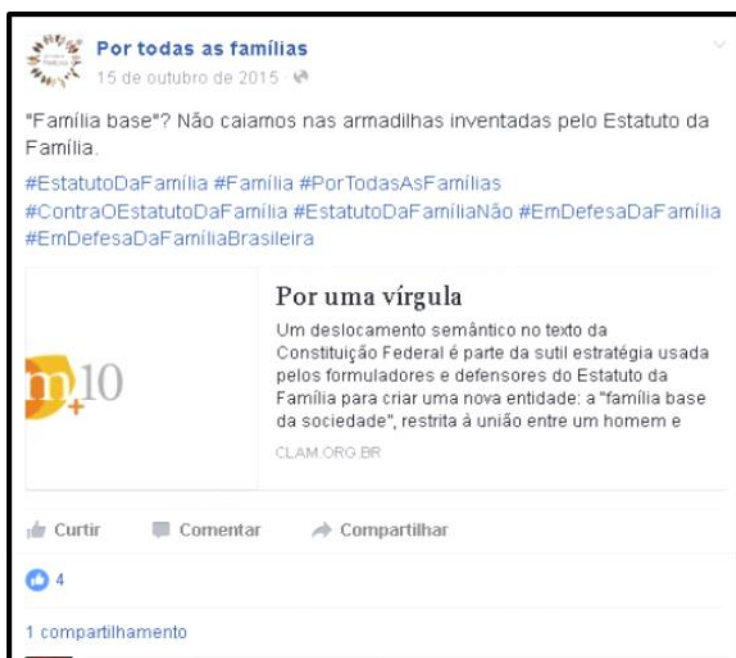 Por todas as famílias
15 de outubro de 2015
"Família base"? Não caiamos nas armadilhas inventadas pelo Estatuto da
Família.
#EstatutoDaFamília #Família #PorTodasAsFamílias
#ContraOEstatutoDaFamília #EstatutoDaFamíliaNão #EmDefesaDaFamília
#EmDefesaDaFamíliaBrasileira
m+10
Por uma vírgula
Um deslocamento semântico no texto da
Constituição Federal é parte da sutil estratégia usada
pelos formuladores e defensores do Estatuto da
Família para criar uma nova entidade: a "família base
da sociedade", restrita à união entre um homem e
CLAM.ORG.BR
Curtir Comentar Compartilhar
4
1 compartilhamento